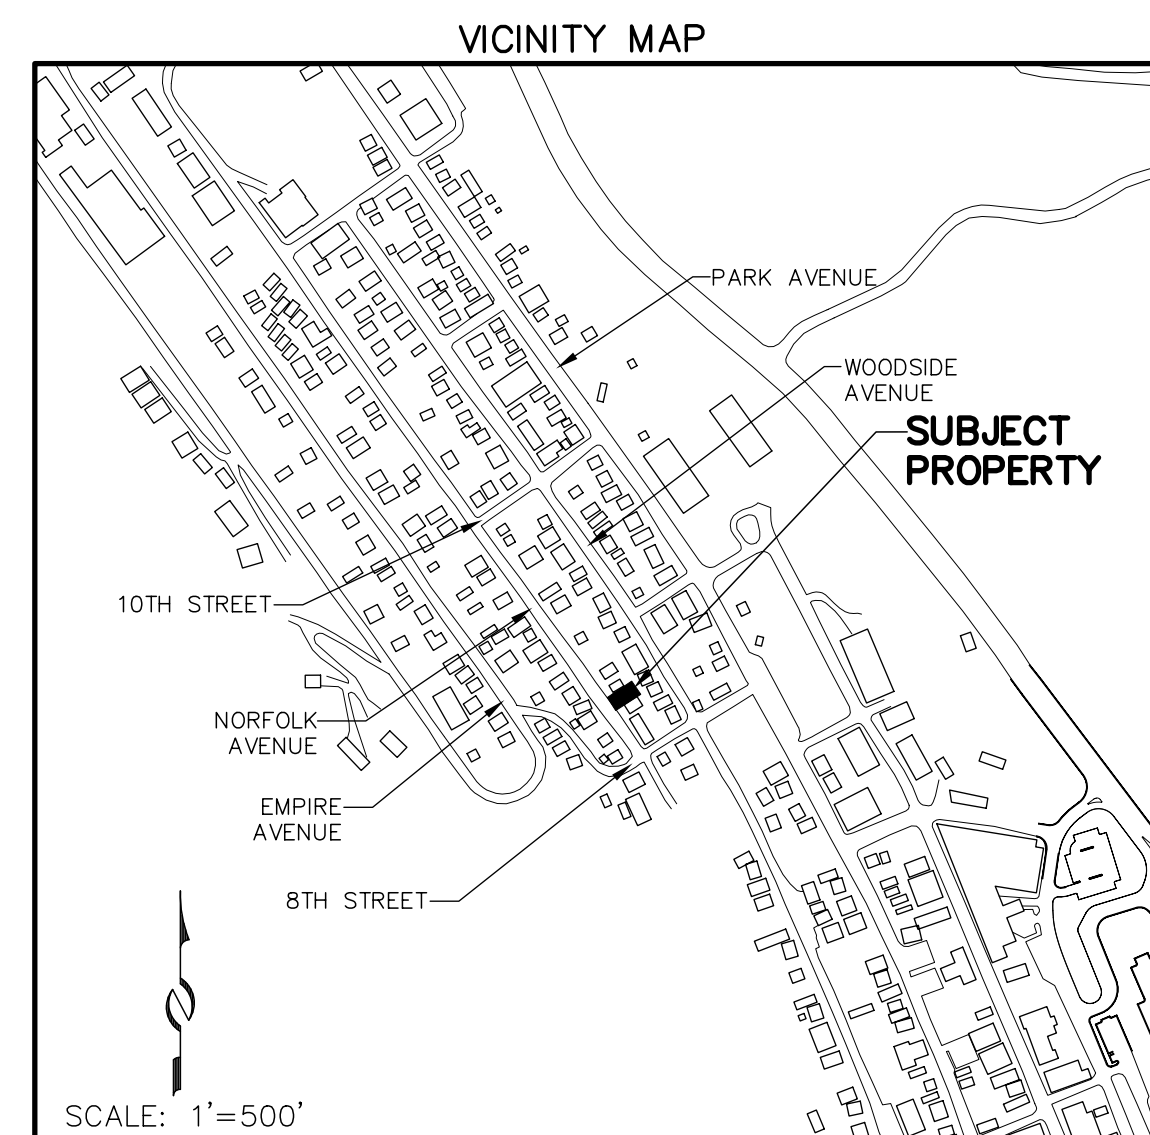 VICINITY MAP
PARK AVENUE
WOODSIDE
AVENUE
SUBJECT
PROPERTY
10TH STREET
NORFOLK
AVENUE
EMPIRE
AVENUE
8TH STREET
SCALE: 1'=500'